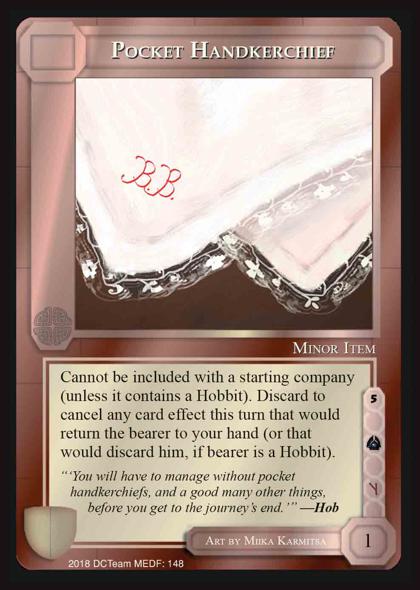 Pocket Handkerchief
B.B.
Minor Item
Cannot be included with a starting company
(unless it contains a Hobbit). Discard to
cancel any card effect this turn that would
return the bearer to your hand (or that
would discard him, if bearer is a Hobbit).
5
“‘You will have to manage without pocket
handkerchiefs, and a good many other things,
before you get to the journey’s end.’” —Hob
Art by Miika Karmitsa
1
2018 DCTeam MEDF: 148